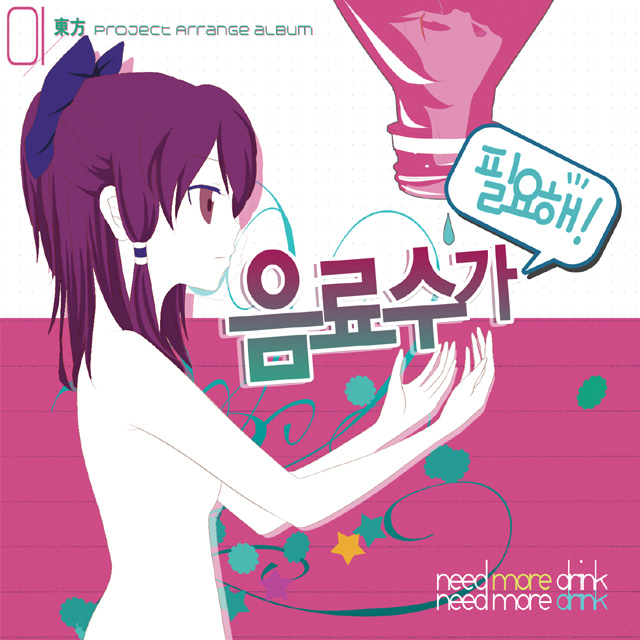 01 東方 Project Arrange album
필요해!
음료수가
need more drink
need more drink